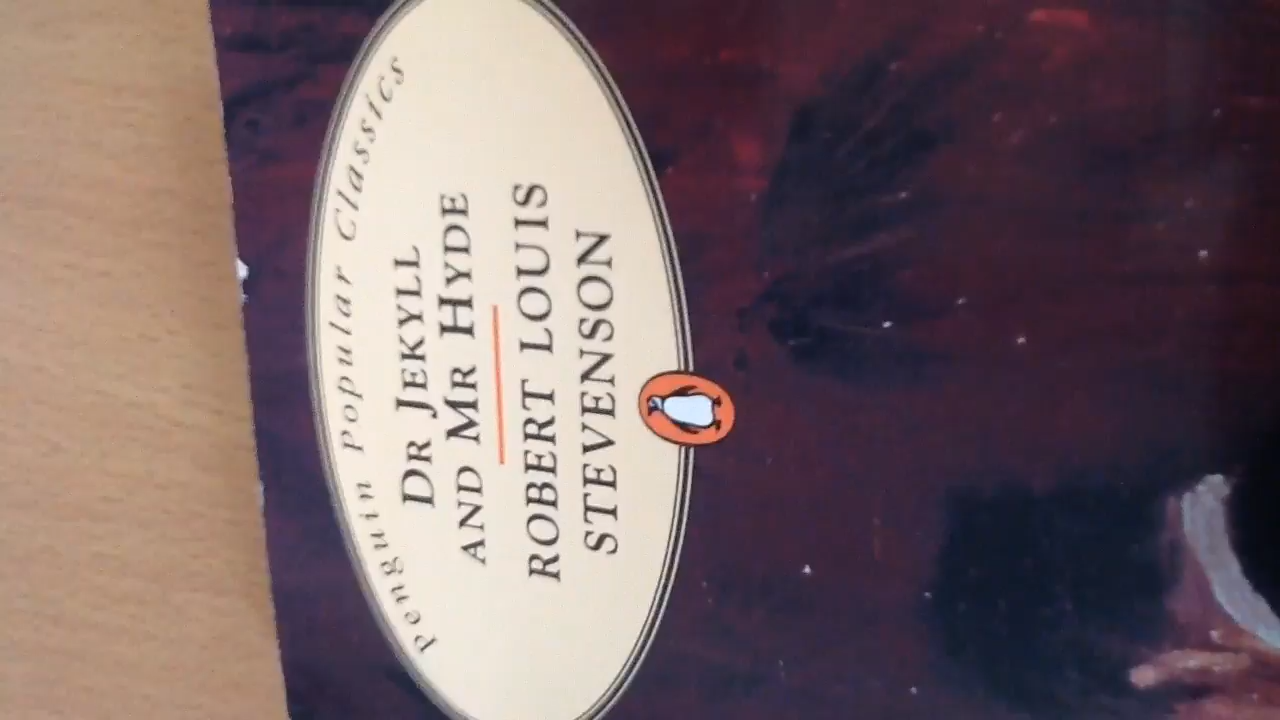 Penguin Popular Classics
DR JEKYLL
AND MR HYDE
ROBERT LOUIS
STEVENSON